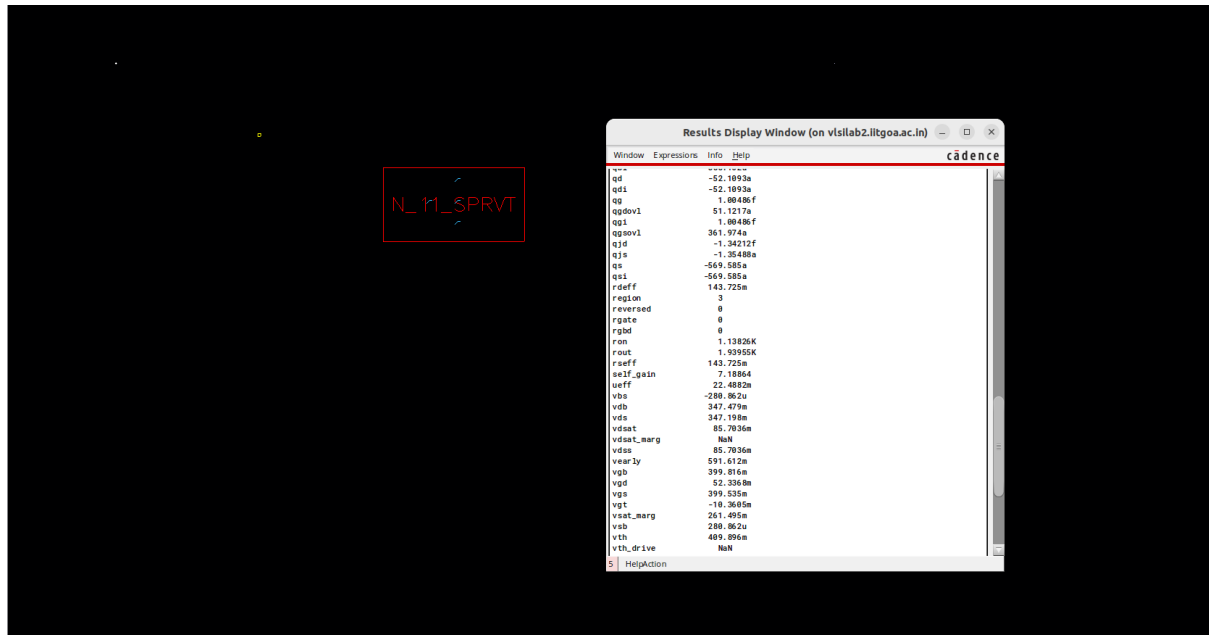 N_11_SPRVT
Results Display Window (on vlsilab2.iitgoa.ac.in)
Window Expressions Info Help
cādence
qd -52.1093a
qdi -52.1093a
qg 1.00486f
qgdovl 51.1217a
qgi 1.00486f
qgsovl 361.974a
qjd -1.34212f
qjs -1.35488a
qs -569.585a
qsi -569.585a
rdeff 143.725m
region 3
reversed 0
rgate 0
rgbd 0
ron 1.13826K
rout 1.93955K
rseff 143.725m
self_gain 7.18864
ueff 22.4882m
vbs -280.862u
vdb 347.479m
vds 347.198m
vdsat 85.7036m
vdsat_marg NaN
vdss 85.7036m
vearly 591.612m
vgb 399.816m
vgd 52.3368m
vgs 399.535m
vgt -10.3605m
vsat_marg 261.495m
vsb 280.862u
vth 409.896m
vth_drive NaN
5 HelpAction